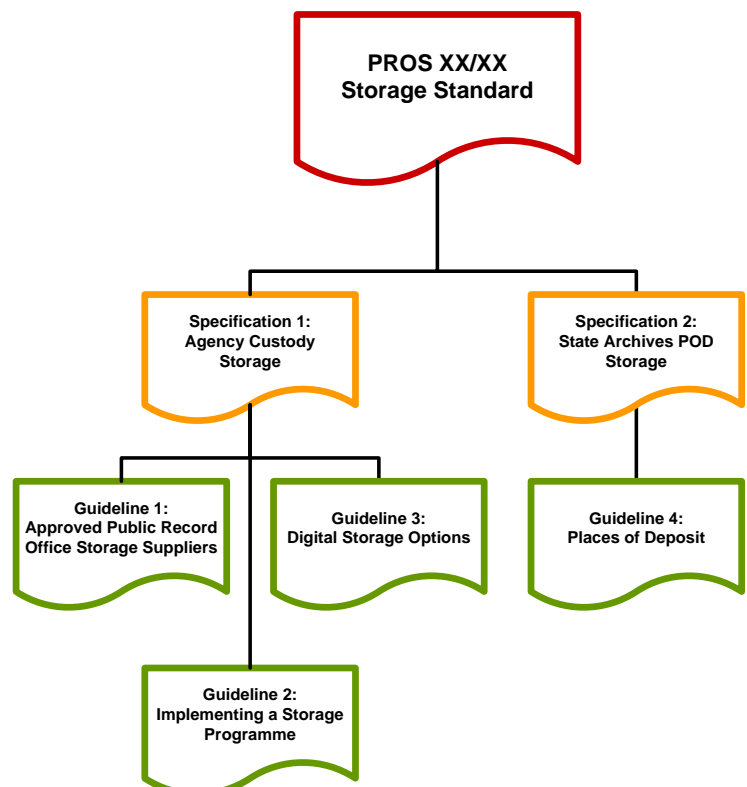 PROS XX/XX
Storage Standard
Specification 1:
Agency Custody
Storage
Specification 2:
State Archives POD
Storage
Guideline 1:
Approved Public Record
Office Storage Suppliers
Guideline 3:
Digital Storage Options
Guideline 4:
Places of Deposit
Guideline 2:
Implementing a Storage
Programme